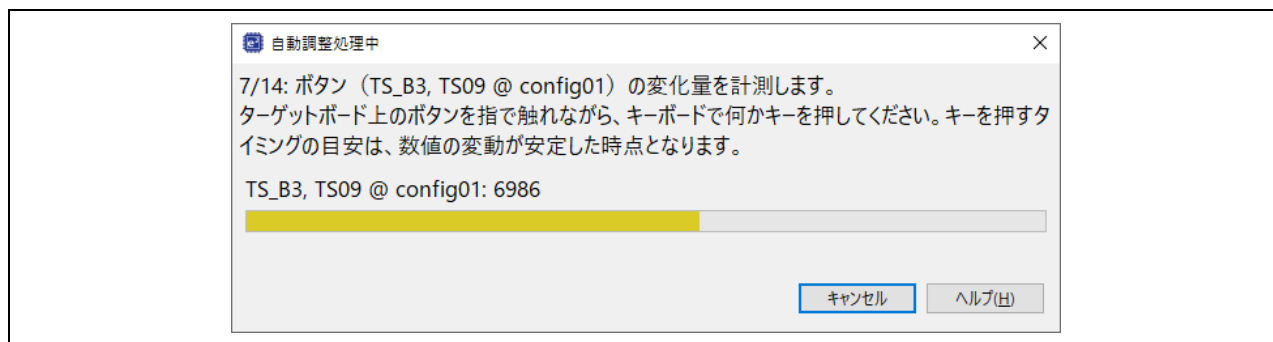 自動調整処理中
7/14: ボタン（TS_B3, TS09 @ config01）の変化量を計測します。
ターゲットボード上のボタンを指で触れながら、キーボードで何かキーを押してください。キーを押すタ
イミングの目安は、数値の変動が安定した時点となります。
TS_B3, TS09 @ config01: 6986
キャンセル
ヘルプ(H)